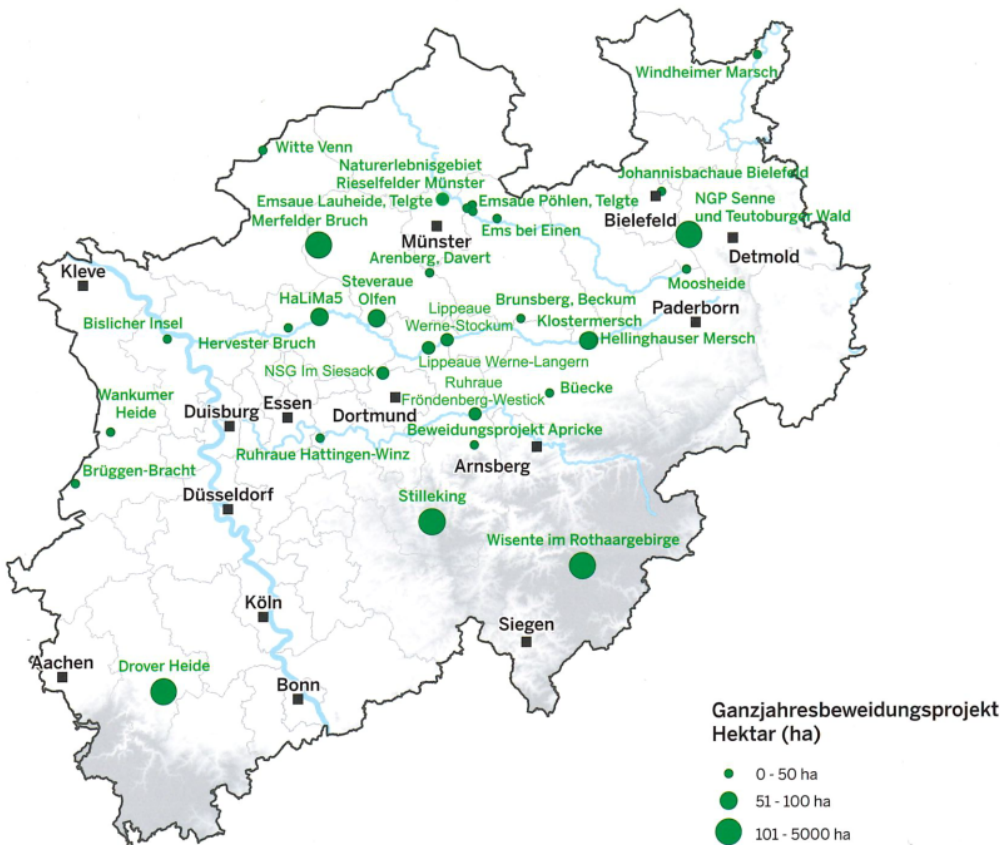 Windheimer Marsch
Witte Venn
Naturerlebnisgebiet
Rieselfelder Münster
Johannisbachaue Bielefeld
Emsaue Lauheide, Telgte
Emsaue Pöhlen, Telgte
NGP Senne
und Teutoburger Wald
Merfelder Bruch
Bielefeld
Ems bei Einen
Münster
Detmold
Arenberg, Davert
Kleve
Moosheide
Steveraue
Olfen
HaLiMa5
Lippeaue
Werne-Stockum
Brunsberg, Beckum
Paderborn
Bislicher Insel
Klostermersch
Hervester Bruch
Hellinghauser Mersch
NSG Im Siesack
Lippeaue Werne-Langern
Wankumer
Heide
Essen
Ruhraue
Fröndenberg-Westick
Büecke
Duisburg
Dortmund
Beweidungsprojekt Apricke
Ruhraue Hattingen-Winz
Arnsberg
Brüggen-Bracht
Düsseldorf
Stilleking
Wisente im Rothaargebirge
Köln
Siegen
Aachen
Drover Heide
Bonn
Ganzjahresbeweidungsprojekt
Hektar (ha)
0 - 50 ha
51 - 100 ha
101 - 5000 ha